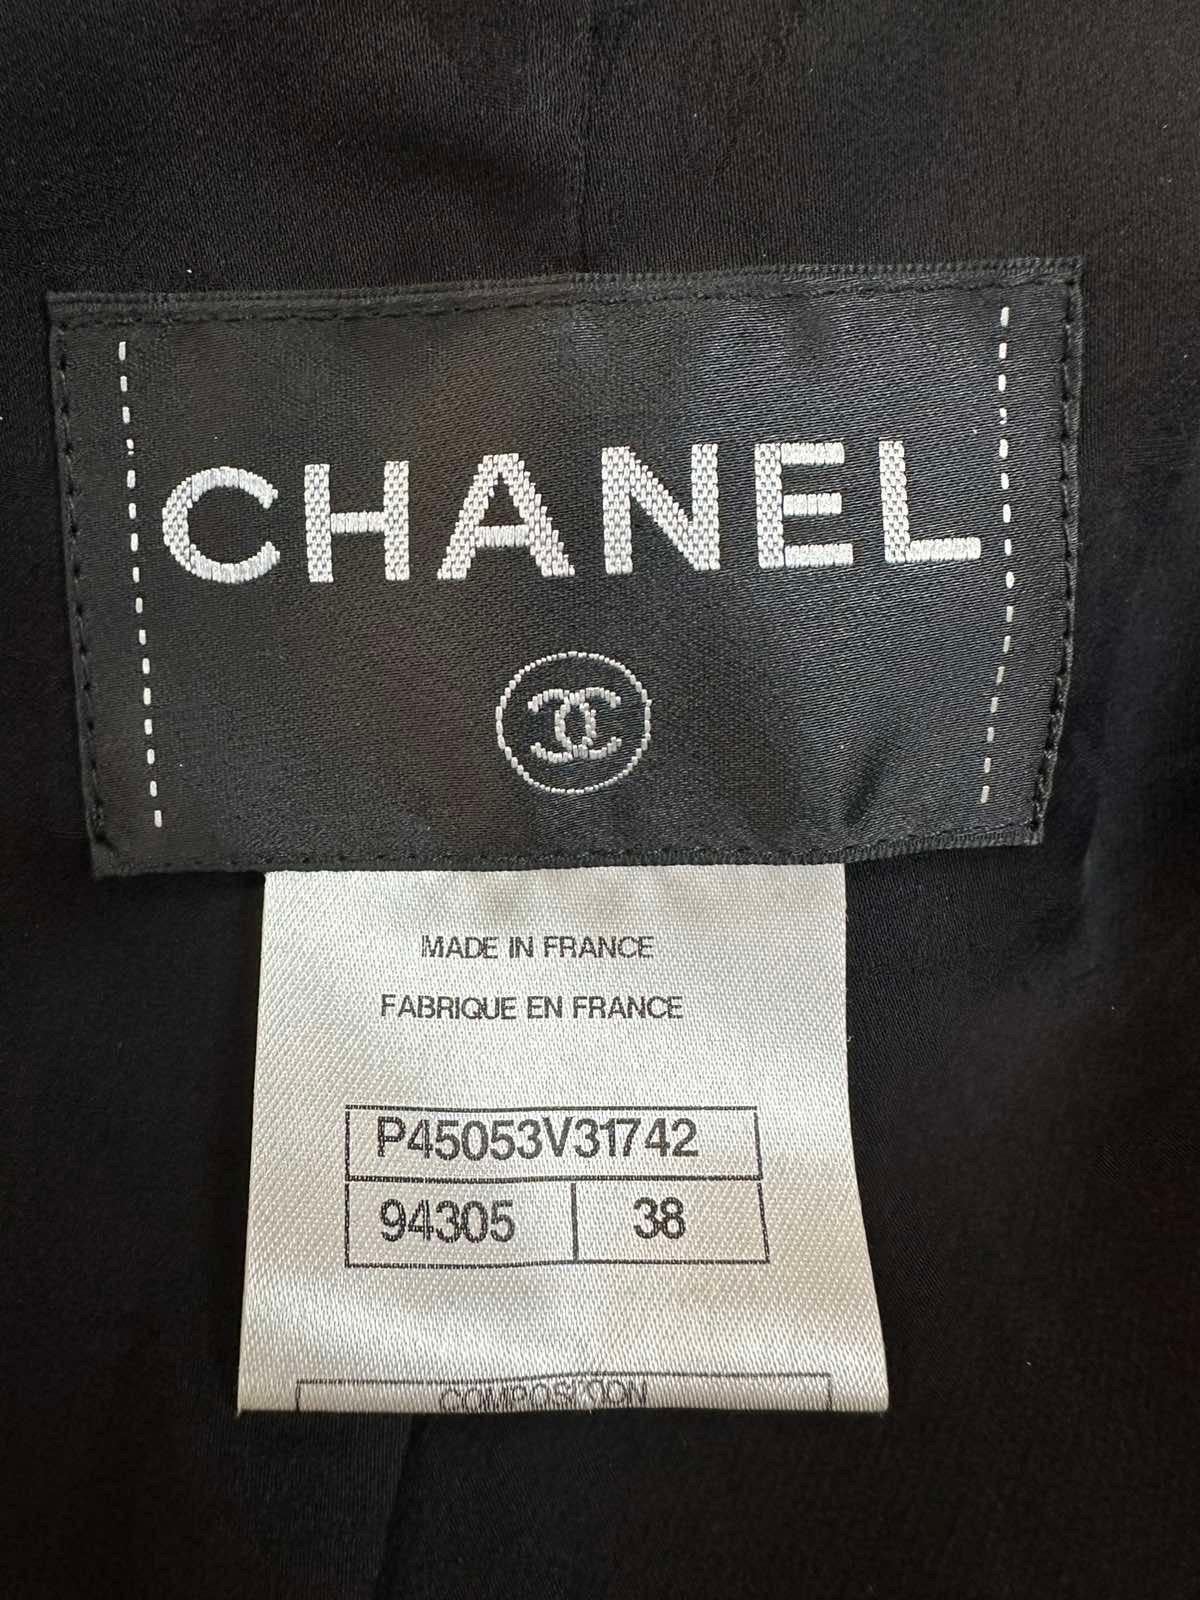 CHANEL
MADE IN FRANCE
FABRIQUE EN FRANCE
P45053V31742
94305 38